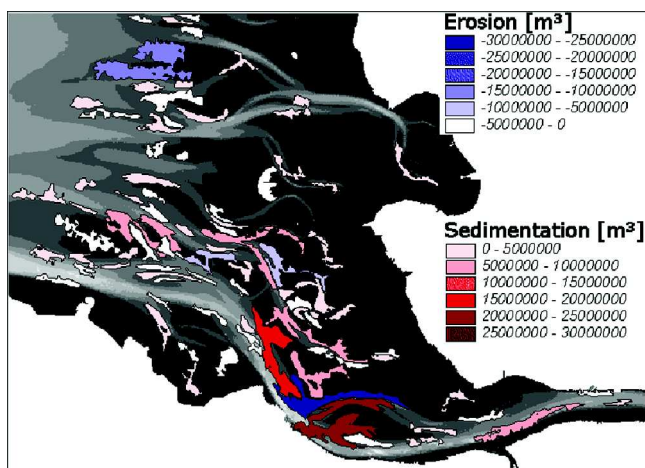 Erosion [m³]
-30000000 - -25000000
-25000000 - -20000000
-20000000 - -15000000
-15000000 - -10000000
-10000000 - -5000000
-5000000 - 0
Sedimentation [m³]
0 - 5000000
5000000 - 10000000
10000000 - 15000000
15000000 - 20000000
20000000 - 25000000
25000000 - 30000000